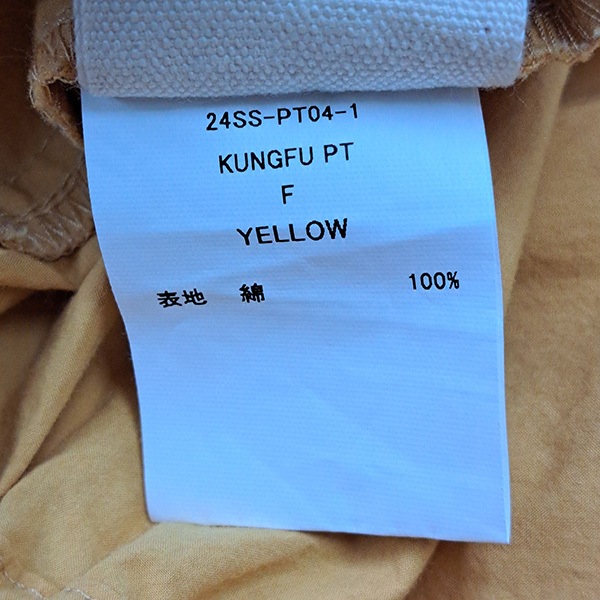 24SS-PT04-1
KUNGFU PT
F
YELLOW
表地 綿 100%